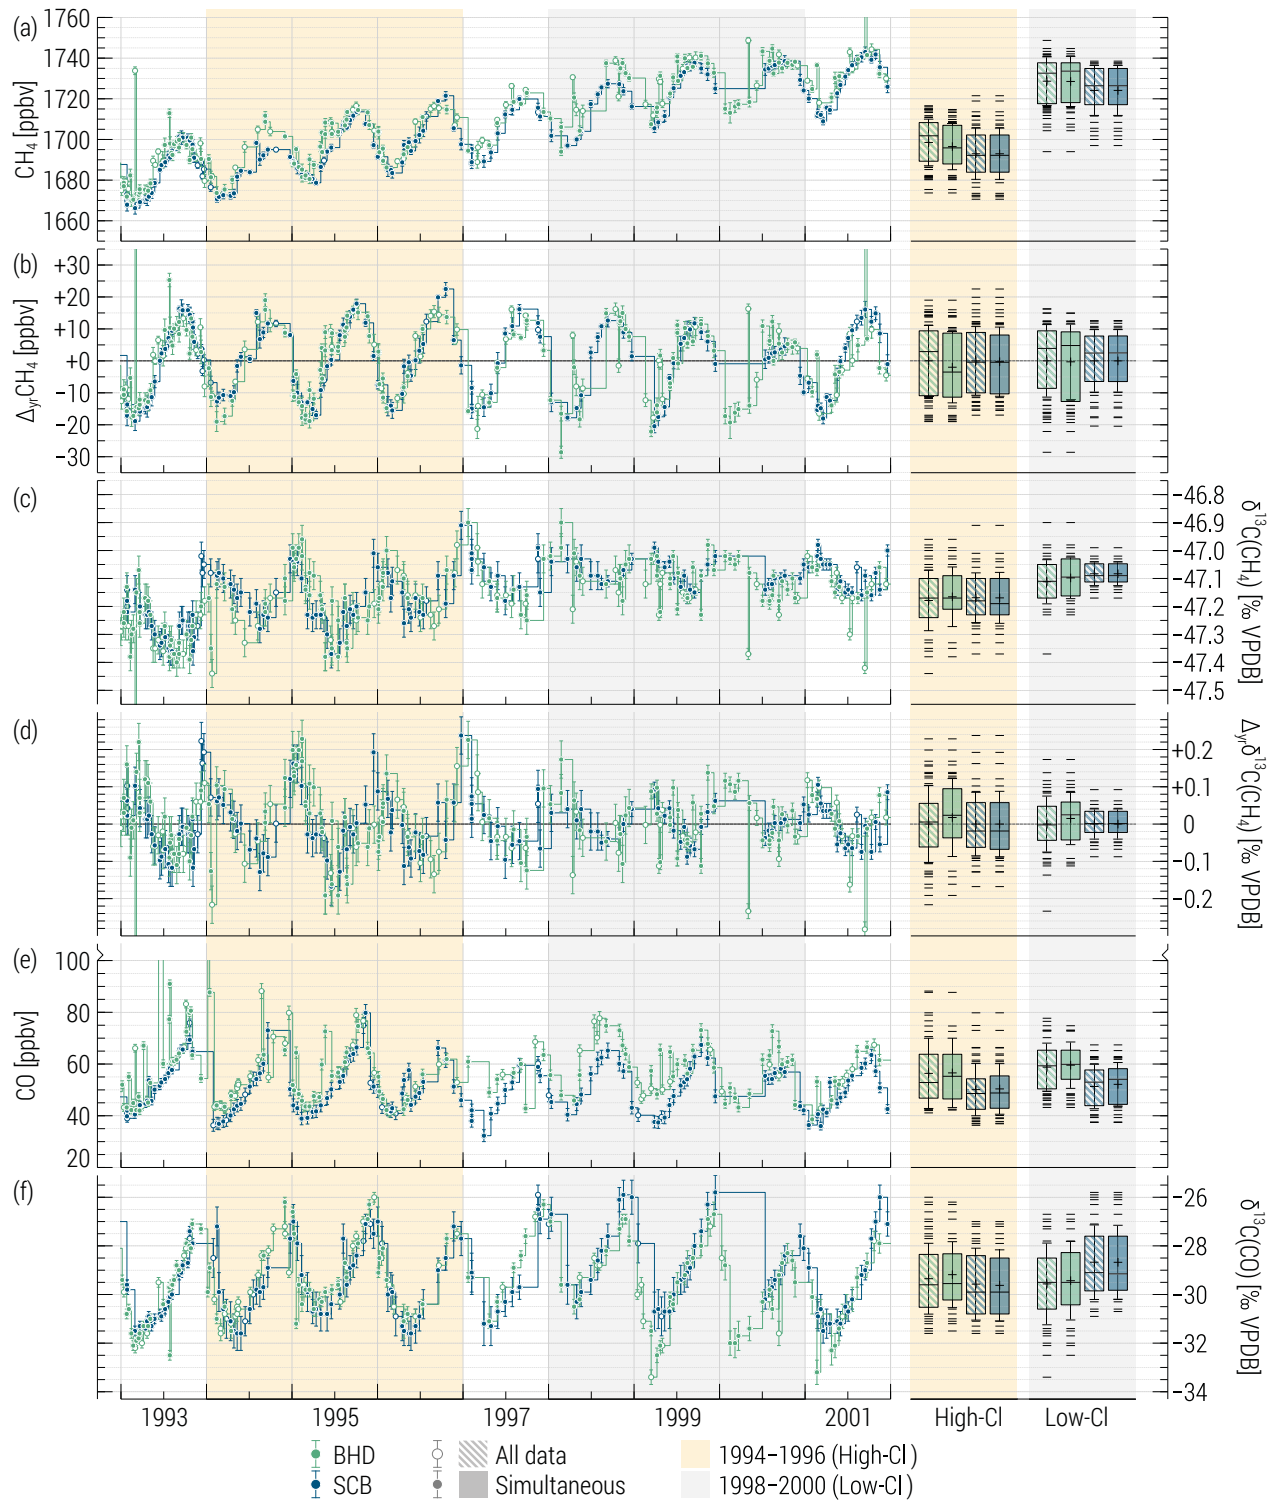 (a)
1760
1740
1720
1700
1680
1660
CH₄ [ppbv]
(b)
+30
+20
+10
+0
−10
−20
−30
ΔyrCH₄ [ppbv]
(c)
−46.8
−46.9
−47.0
−47.1
−47.2
−47.3
−47.4
−47.5
δ¹³C(CH₄) [‰ VPDB]
(d)
+0.2
+0.1
0
−0.1
−0.2
Δyrδ¹³C(CH₄) [‰ VPDB]
(e)
100
80
60
40
20
CO [ppbv]
(f)
−26
−28
−30
−32
−34
δ¹³C(CO) [‰ VPDB]
1993 1995 1997 1999 2001 High-Cl Low-Cl
BHD All data 1994−1996 (High-Cl)
SCB Simultaneous 1998−2000 (Low-Cl)